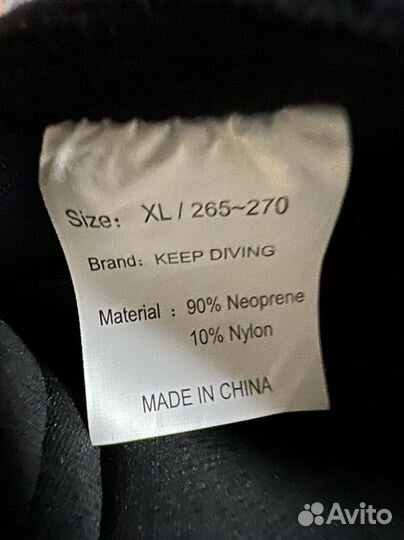 Size: XL / 265~270
Brand: KEEP DIVING
Material : 90% Neoprene
10% Nylon
MADE IN CHINA
Avito